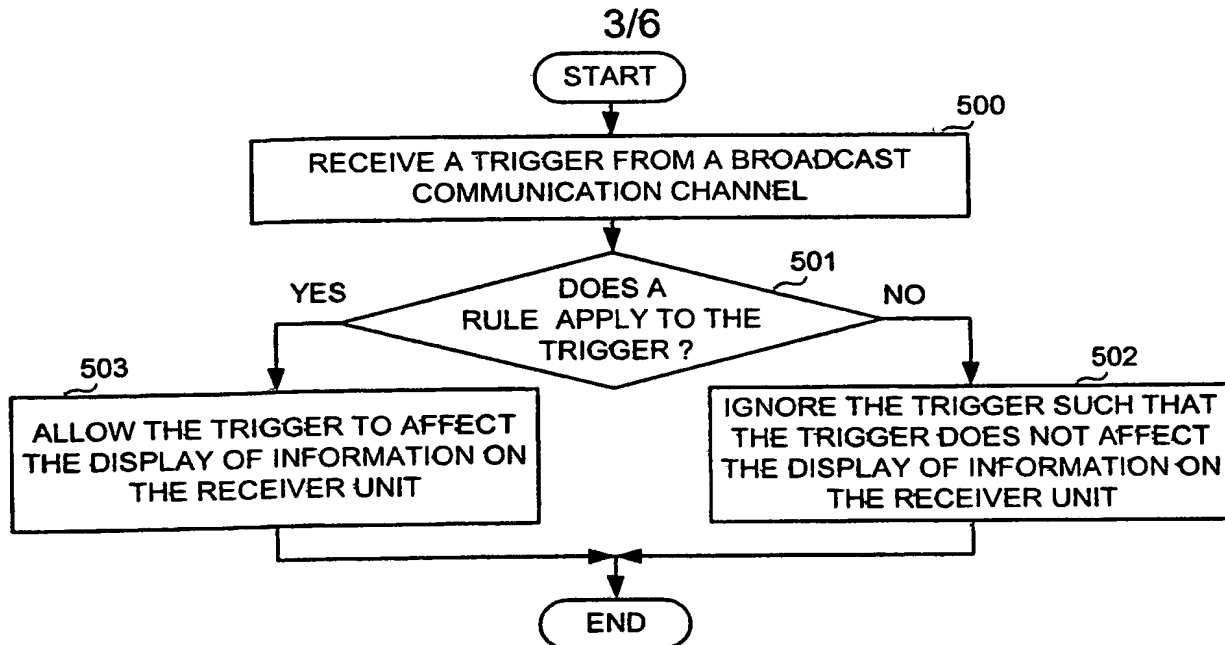 3/6
START
500
RECEIVE A TRIGGER FROM A BROADCAST
COMMUNICATION CHANNEL
501
YES
DOES A
RULE APPLY TO THE
TRIGGER ?
NO
503
ALLOW THE TRIGGER TO AFFECT
THE DISPLAY OF INFORMATION ON
THE RECEIVER UNIT
502
IGNORE THE TRIGGER SUCH THAT
THE TRIGGER DOES NOT AFFECT
THE DISPLAY OF INFORMATION ON
THE RECEIVER UNIT
END